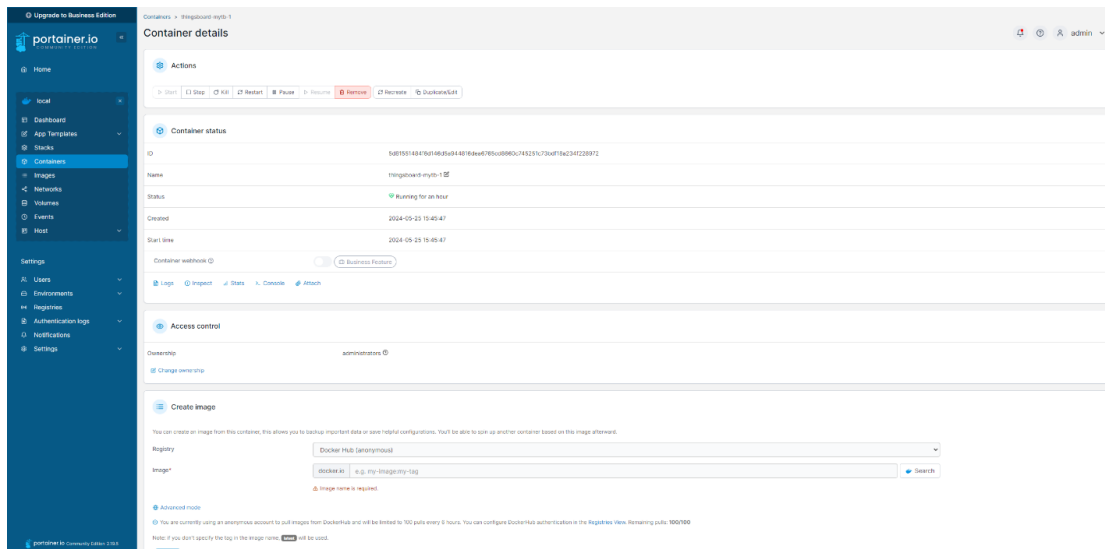 Upgrade to Business Edition
portainer.io
COMMUNITY EDITION
Home
local
Dashboard
App Templates
Stacks
Containers
Images
Networks
Volumes
Events
Host
Settings
Users
Environments
Registries
Authentication logs
Notifications
Settings
portainer.io Community Edition
Containers > thingsboard-mytb-1
Container details
admin
Actions
Start Stop Kill Restart Pause Resume Remove Recreate Duplicate/Edit
Container status
ID
Name thingsboard-mytb-1
Status Running for an hour
Created 2024-05-25 15:45:47
Start time 2024-05-25 15:45:47
Container webhook Business Feature
Logs Inspect Stats Console Attach
Access control
Ownership administrators
Change ownership
Create image
You can create an image from this container, this allows you to backup important data or save helpful configurations. You'll be able to spin up another container based on this image afterward.
Registry Docker Hub (anonymous)
Image* docker.io e.g. my-image:my-tag Search
Image name is required.
Advanced mode
You are currently using an anonymous account to pull images from DockerHub and will be limited to 100 pulls every 6 hours. You can configure DockerHub authentication in the Registries View. Remaining pulls: 100/100
Note: if you don't specify the tag in the image name, latest will be used.